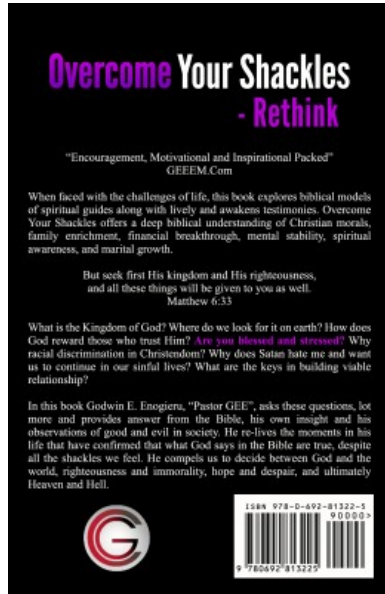 Overcome Your Shackles
- Rethink
“Encouragement, Motivational and Inspirational Packed”
GEEEM.Com
When faced with the challenges of life, this book explores biblical models
of spiritual guides along with lively and awakens testimonies. Overcome
Your Shackles offers a deep biblical understanding of Christian morals,
family enrichment, financial breakthrough, mental stability, spiritual
awareness, and marital growth.
But seek first His kingdom and His righteousness,
and all these things will be given to you as well.
Matthew 6:33
What is the Kingdom of God? Where do we look for it on earth? How does
God reward those who trust Him? Are you blessed and stressed? Why
racial discrimination in Christendom? Why does Satan hate me and want
us to continue in our sinful lives? What are the keys in building viable
relationship?
In this book Godwin E. Enogieru, “Pastor GEE”, asks these questions, lot
more and provides answer from the Bible, his own insight and his
observations of good and evil in society. He re-lives the moments in his
life that have confirmed that what God says in the Bible are true, despite
all the shackles we feel. He compels us to decide between God and the
world, righteousness and immorality, hope and despair, and ultimately
Heaven and Hell.
ISBN 978-0-692-81322-5
90000>
9 780692 813225
G